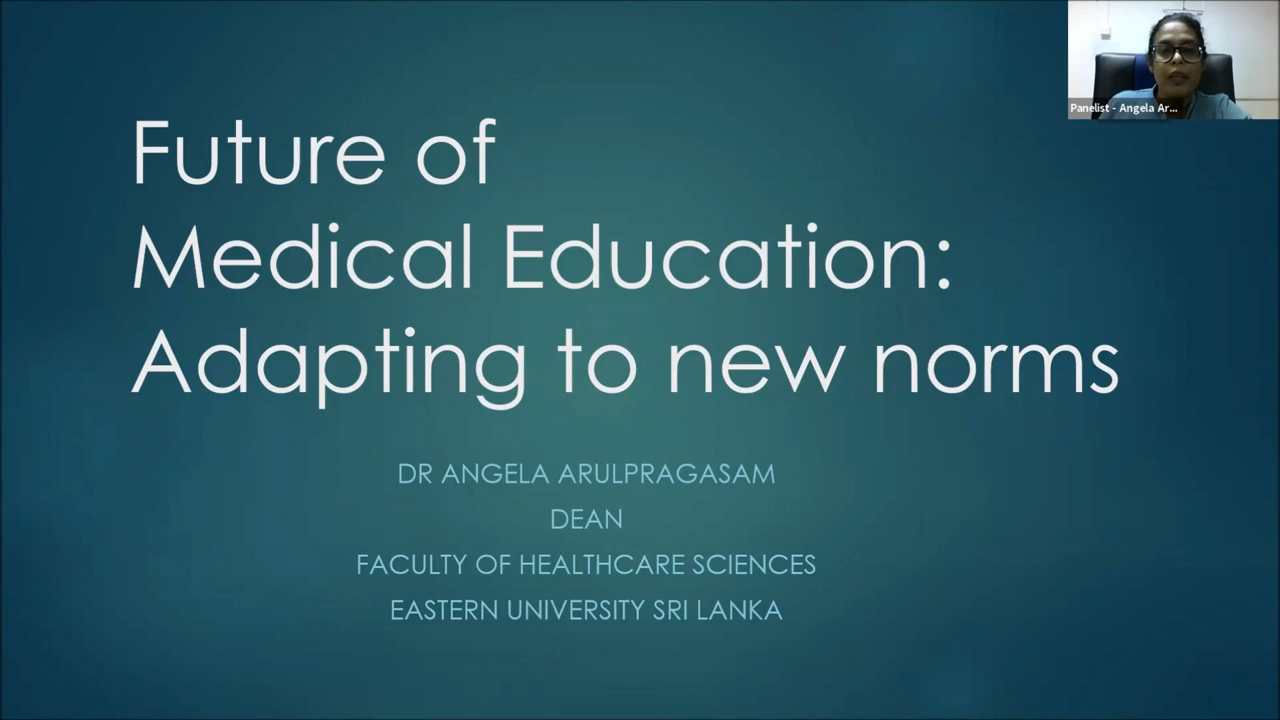 Future of
Medical Education:
Adapting to new norms
DR ANGELA ARULPRAGASAM
DEAN
FACULTY OF HEALTHCARE SCIENCES
EASTERN UNIVERSITY SRI LANKA
Panelist - Angela Ar...